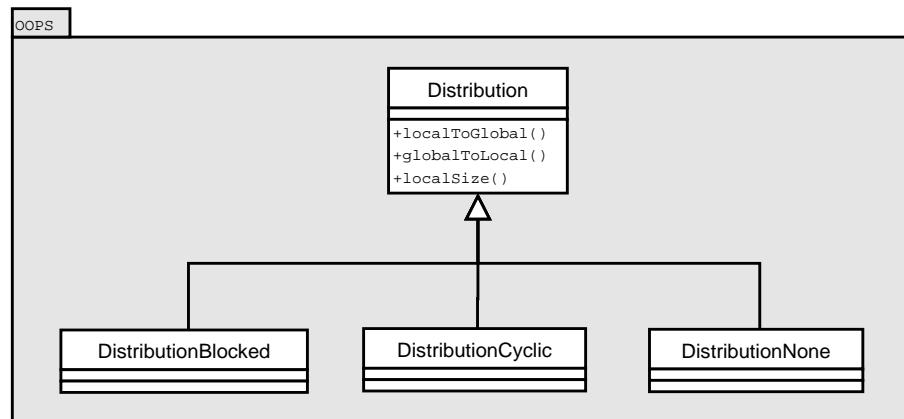 OOPS
Distribution
+localToGlobal()
+globalToLocal()
+localSize()
DistributionBlocked
DistributionCyclic
DistributionNone